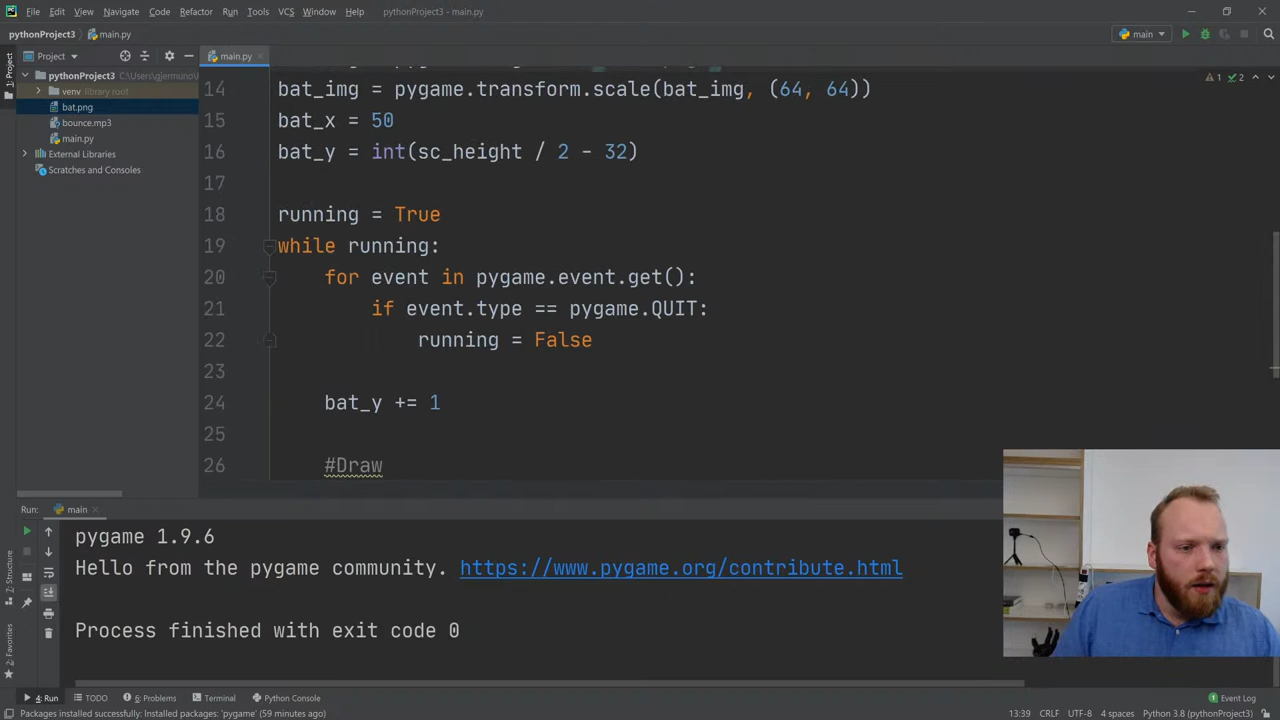 File Edit View Navigate Code Refactor Run Tools VCS Window Help pythonProject3 - main.py
pythonProject3 main.py main
Project main.py
1: Project
pythonProject3
venv library root
bat.png
bounce.mp3
main.py
External Libraries
Scratches and Consoles
1 2
14 bat_img = pygame.transform.scale(bat_img, (64, 64))
15 bat_x = 50
16 bat_y = int(sc_height / 2 - 32)
17
18 running = True
19 while running:
20 for event in pygame.event.get():
21 if event.type == pygame.QUIT:
22 running = False
23
24 bat_y += 1
25
26 #Draw
Run: main
pygame 1.9.6
Hello from the pygame community. https://www.pygame.org/contribute.html
Process finished with exit code 0
7: Structure
2: Favorites
4: Run TODO 6: Problems Terminal Python Console Event Log
Packages installed successfully: Installed packages: 'pygame' (59 minutes ago) 13:39 CRLF UTF-8 4 spaces Python 3.8 (pythonProject3)